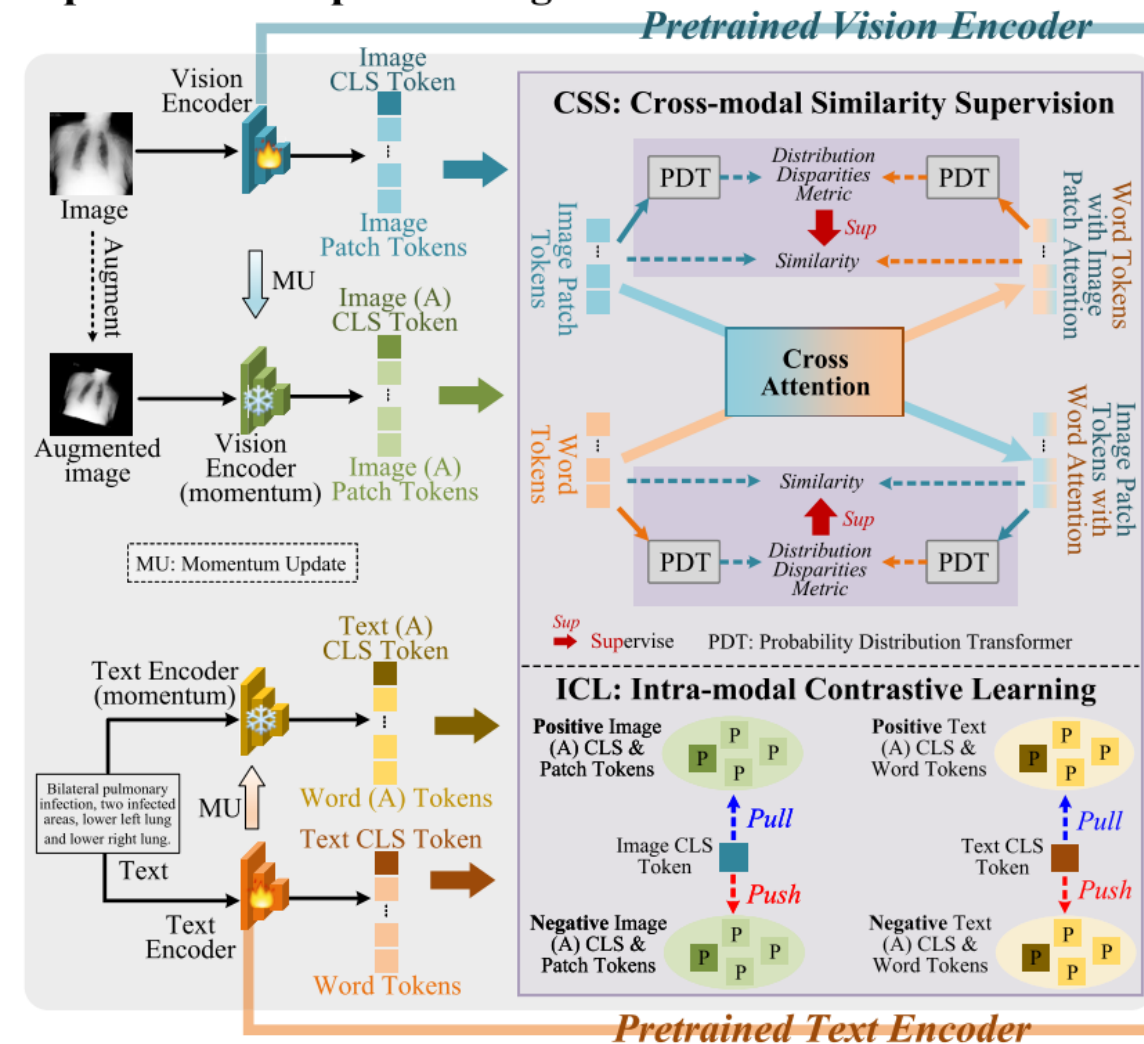 Pretrained Vision Encoder
Vision
Encoder
Image
CLS Token
Image
Image
Patch Tokens
Augment
MU
Image (A)
CLS Token
Augmented
image
Vision
Encoder
(momentum)
Image (A)
Patch Tokens
MU: Momentum Update
Text Encoder
(momentum)
Text (A)
CLS Token
Bilateral pulmonary
infection, two infected
areas, lower left lung
and lower right lung.
MU
Word (A) Tokens
Text CLS Token
Text
Text
Encoder
Word Tokens
CSS: Cross-modal Similarity Supervision
PDT
Distribution
Disparities
Metric
PDT
Sup
Similarity
Image Patch
Tokens
Word Tokens
with Image
Patch Attention
Cross
Attention
Word
Tokens
Image Patch
Tokens with
Word Attention
Similarity
Sup
PDT
Distribution
Disparities
Metric
PDT
Sup
Supervise
PDT: Probability Distribution Transformer
ICL: Intra-modal Contrastive Learning
Positive Image
(A) CLS &
Patch Tokens
P
P
P
P
Positive Text
(A) CLS &
Word Tokens
P
P
P
P
Pull
Pull
Image CLS
Token
Text CLS
Token
Push
Push
Negative Image
(A) CLS &
Patch Tokens
P
P
P
P
Negative Text
(A) CLS &
Word Tokens
P
P
P
P
Pretrained Text Encoder